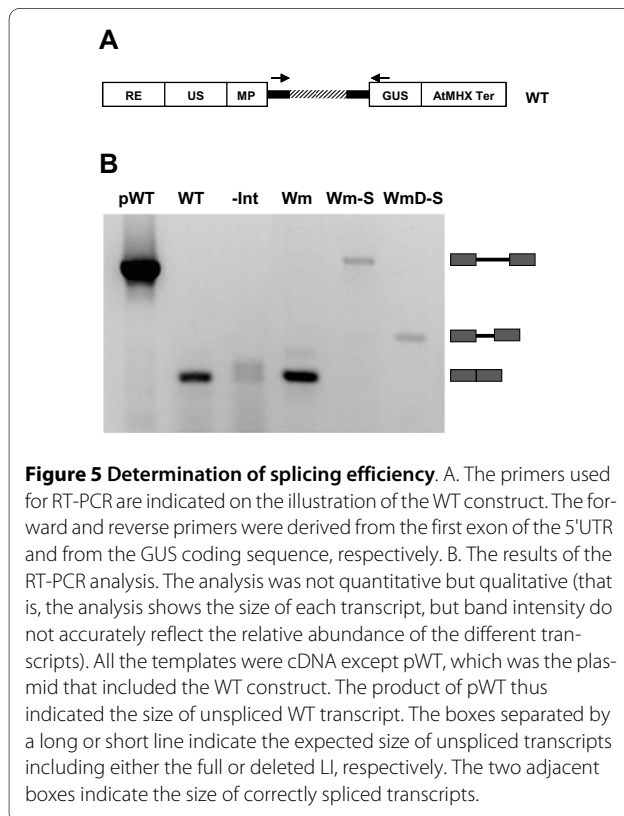 A
RE US MP GUS AtMHX Ter WT
B
pWT WT -Int Wm Wm-S WmD-S
Figure 5 Determination of splicing efficiency. A. The primers used
for RT-PCR are indicated on the illustration of the WT construct. The for-
ward and reverse primers were derived from the first exon of the 5'UTR
and from the GUS coding sequence, respectively. B. The results of the
RT-PCR analysis. The analysis was not quantitative but qualitative (that
is, the analysis shows the size of each transcript, but band intensity do
not accurately reflect the relative abundance of the different tran-
scripts). All the templates were cDNA except pWT, which was the plas-
mid that included the WT construct. The product of pWT thus
indicated the size of unspliced WT transcript. The boxes separated by
a long or short line indicate the expected size of unspliced transcripts
including either the full or deleted LI, respectively. The two adjacent
boxes indicate the size of correctly spliced transcripts.